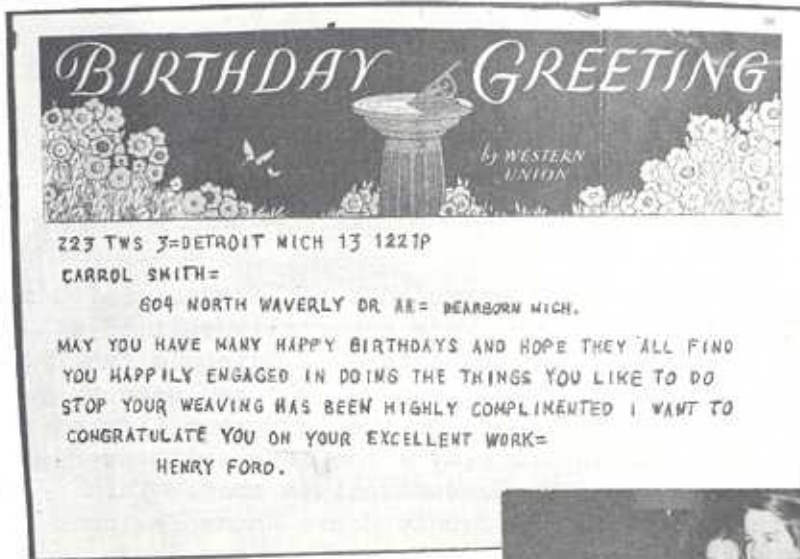 BIRTHDAY GREETING
by WESTERN
UNION
223 TWS 3=DETROIT MICH 13 1221P
CARROL SMITH=
604 NORTH WAVERLY DR AR= DEARBORN MICH.
MAY YOU HAVE MANY HAPPY BIRTHDAYS AND HOPE THEY ALL FIND
YOU HAPPILY ENGAGED IN DOING THE THINGS YOU LIKE TO DO
STOP YOUR WEAVING HAS BEEN HIGHLY COMPLIMENTED I WANT TO
CONGRATULATE YOU ON YOUR EXCELLENT WORK=
HENRY FORD.